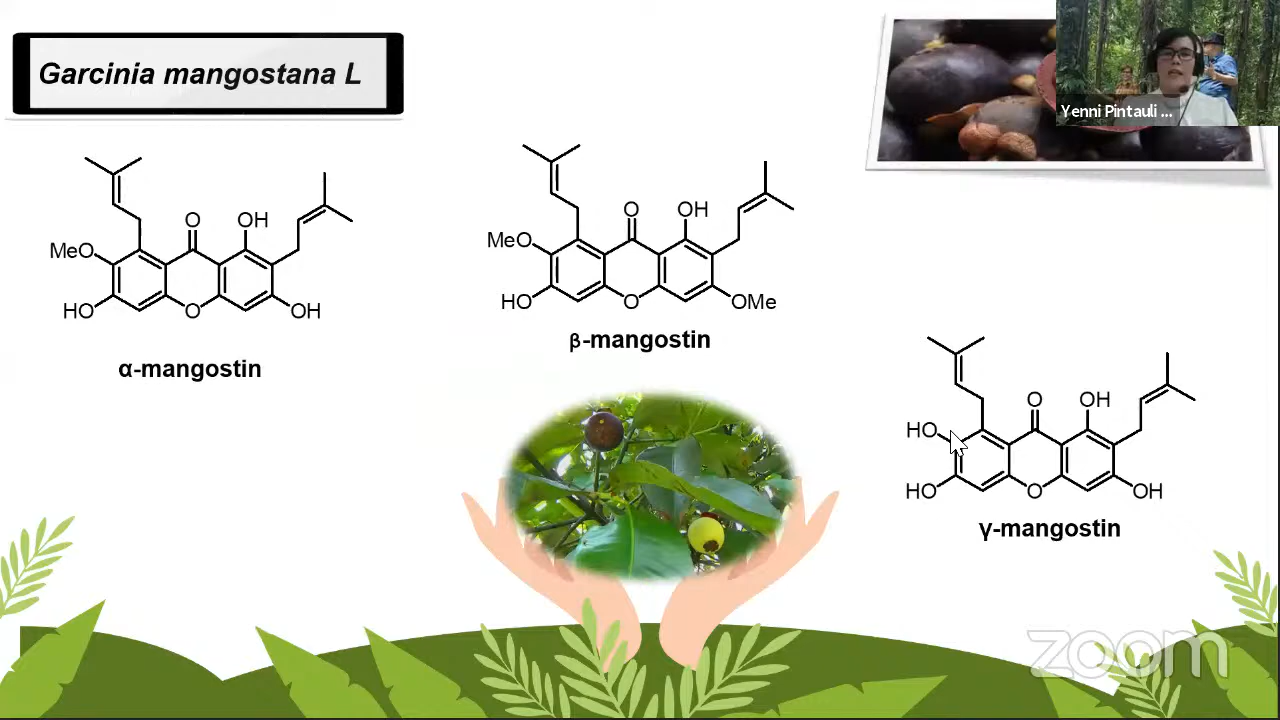 Garcinia mangostana L
Yenni Pintauli ...
O
OH
MeO
HO
O
OH
α-mangostin
O
OH
MeO
HO
O
OMe
β-mangostin
O
OH
HO
HO
O
OH
γ-mangostin
zoom